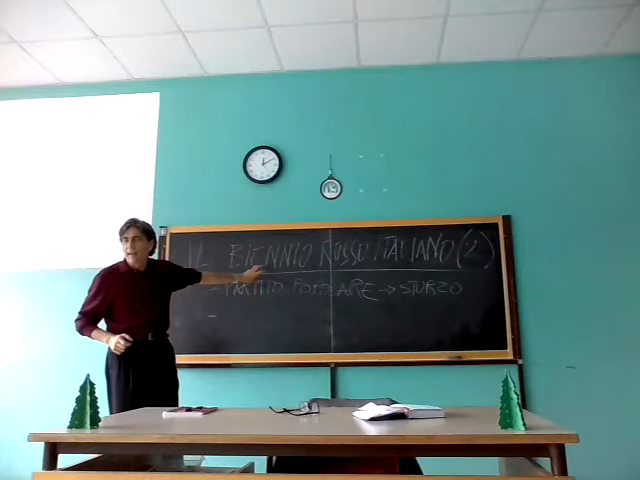 IL BIENNIO ROSSO ITALIANO (2)
- PARTITO POPOLARE → STURZO